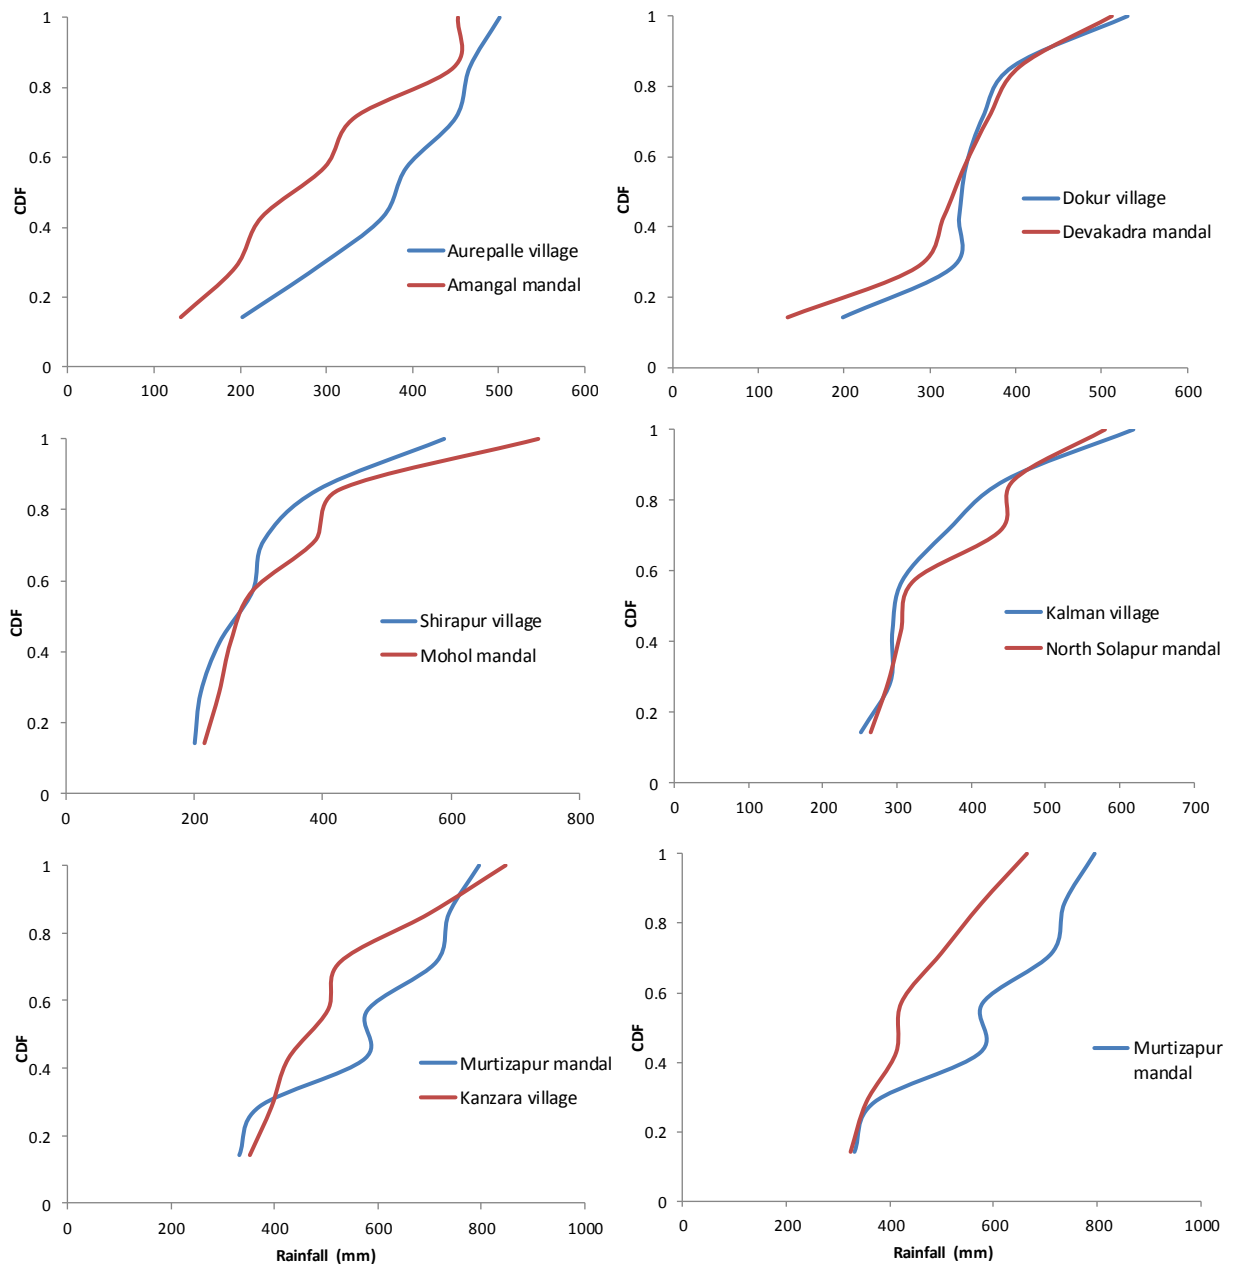 1
0.8
0.6
0.4
0.2
0
CDF
0 100 200 300 400 500 600
Aurepalle village
Amangal mandal
1
0.8
0.6
0.4
0.2
0
CDF
0 100 200 300 400 500 600
Dokur village
Devakadra mandal
1
0.8
0.6
0.4
0.2
0
CDF
0 200 400 600 800
Shirapur village
Mohol mandal
1
0.8
0.6
0.4
0.2
0
CDF
0 100 200 300 400 500 600 700
Kalman village
North Solapur mandal
1
0.8
0.6
0.4
0.2
0
CDF
0 200 400 600 800 1000
Rainfall (mm)
Murtizapur mandal
Kanzara village
1
0.8
0.6
0.4
0.2
0
CDF
0 200 400 600 800 1000
Rainfall (mm)
Murtizapur
mandal